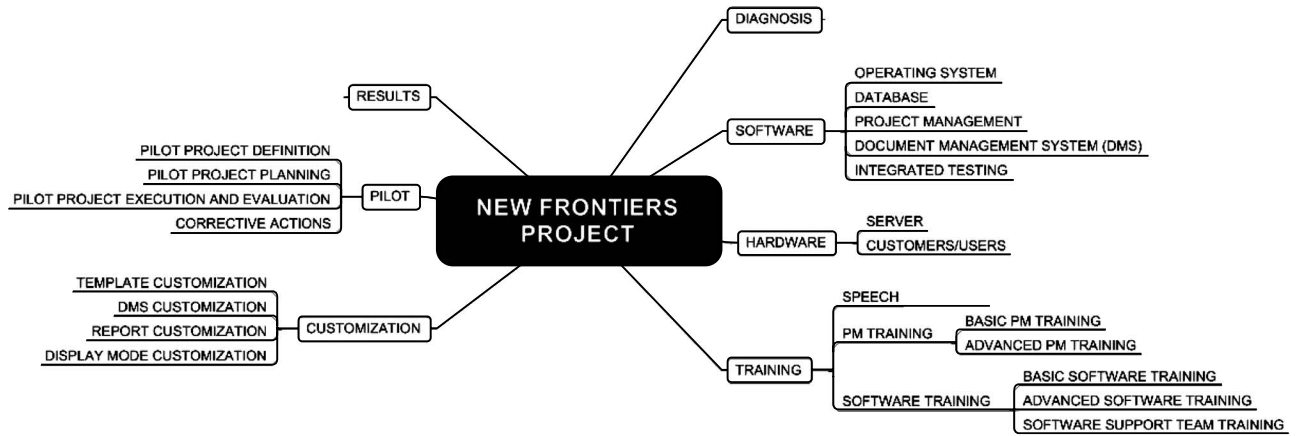 NEW FRONTIERS
PROJECT
DIAGNOSIS
SOFTWARE
OPERATING SYSTEM
DATABASE
PROJECT MANAGEMENT
DOCUMENT MANAGEMENT SYSTEM (DMS)
INTEGRATED TESTING
HARDWARE
SERVER
CUSTOMERS/USERS
TRAINING
SPEECH
PM TRAINING
BASIC PM TRAINING
ADVANCED PM TRAINING
SOFTWARE TRAINING
BASIC SOFTWARE TRAINING
ADVANCED SOFTWARE TRAINING
SOFTWARE SUPPORT TEAM TRAINING
CUSTOMIZATION
TEMPLATE CUSTOMIZATION
DMS CUSTOMIZATION
REPORT CUSTOMIZATION
DISPLAY MODE CUSTOMIZATION
PILOT
PILOT PROJECT DEFINITION
PILOT PROJECT PLANNING
PILOT PROJECT EXECUTION AND EVALUATION
CORRECTIVE ACTIONS
RESULTS